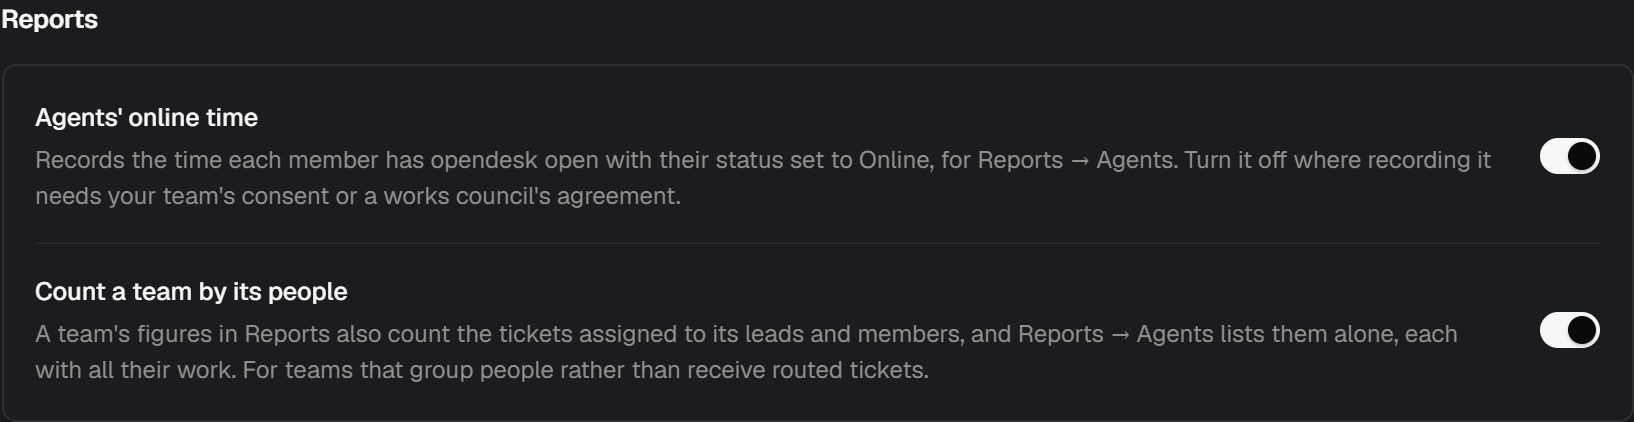 Reports
Agents' online time
Records the time each member has opendesk open with their status set to Online, for Reports → Agents. Turn it off where recording it
needs your team's consent or a works council's agreement.
Count a team by its people
A team's figures in Reports also count the tickets assigned to its leads and members, and Reports → Agents lists them alone, each
with all their work. For teams that group people rather than receive routed tickets.